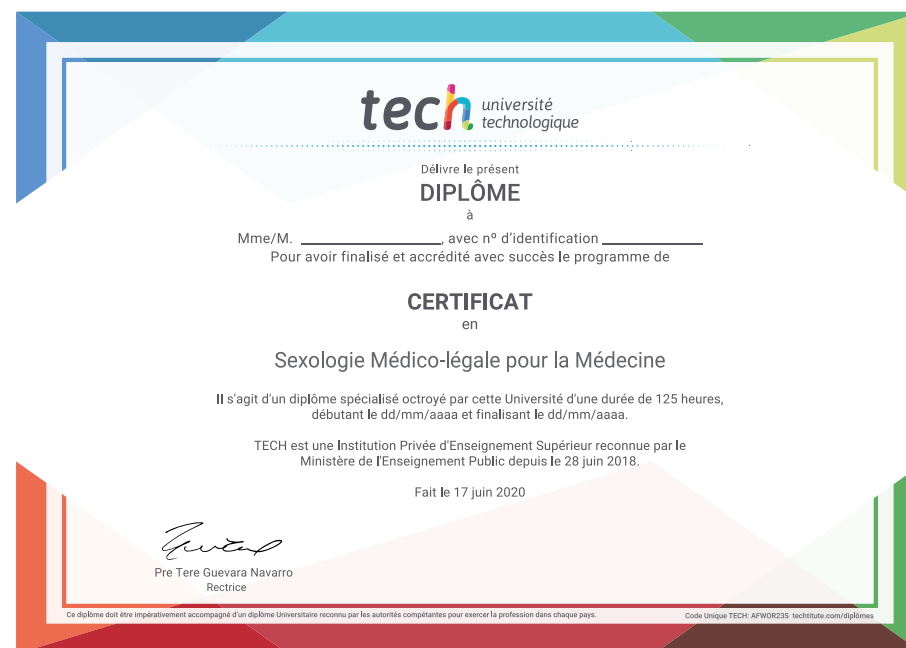 tech université
technologique
Délivre le présent
DIPLÔME
à
Mme/M. ____________________, avec nº d'identification ______________
Pour avoir finalisé et accrédité avec succès le programme de
CERTIFICAT
en
Sexologie Médico-légale pour la Médecine
Il s'agit d'un diplôme spécialisé octroyé par cette Université d'une durée de 125 heures,
débutant le dd/mm/aaaa et finalisant le dd/mm/aaaa.
TECH est une Institution Privée d'Enseignement Supérieur reconnue par le
Ministère de l'Enseignement Public depuis le 28 juin 2018.
Fait le 17 juin 2020
Pre Tere Guevara Navarro
Rectrice
Ce diplôme doit être impérativement accompagné d'un diplôme Universitaire reconnu par les autorités compétantes pour exercer la profession dans chaque pays.
Code Unique TECH: AFWOR23S techtitute.com/diplômes